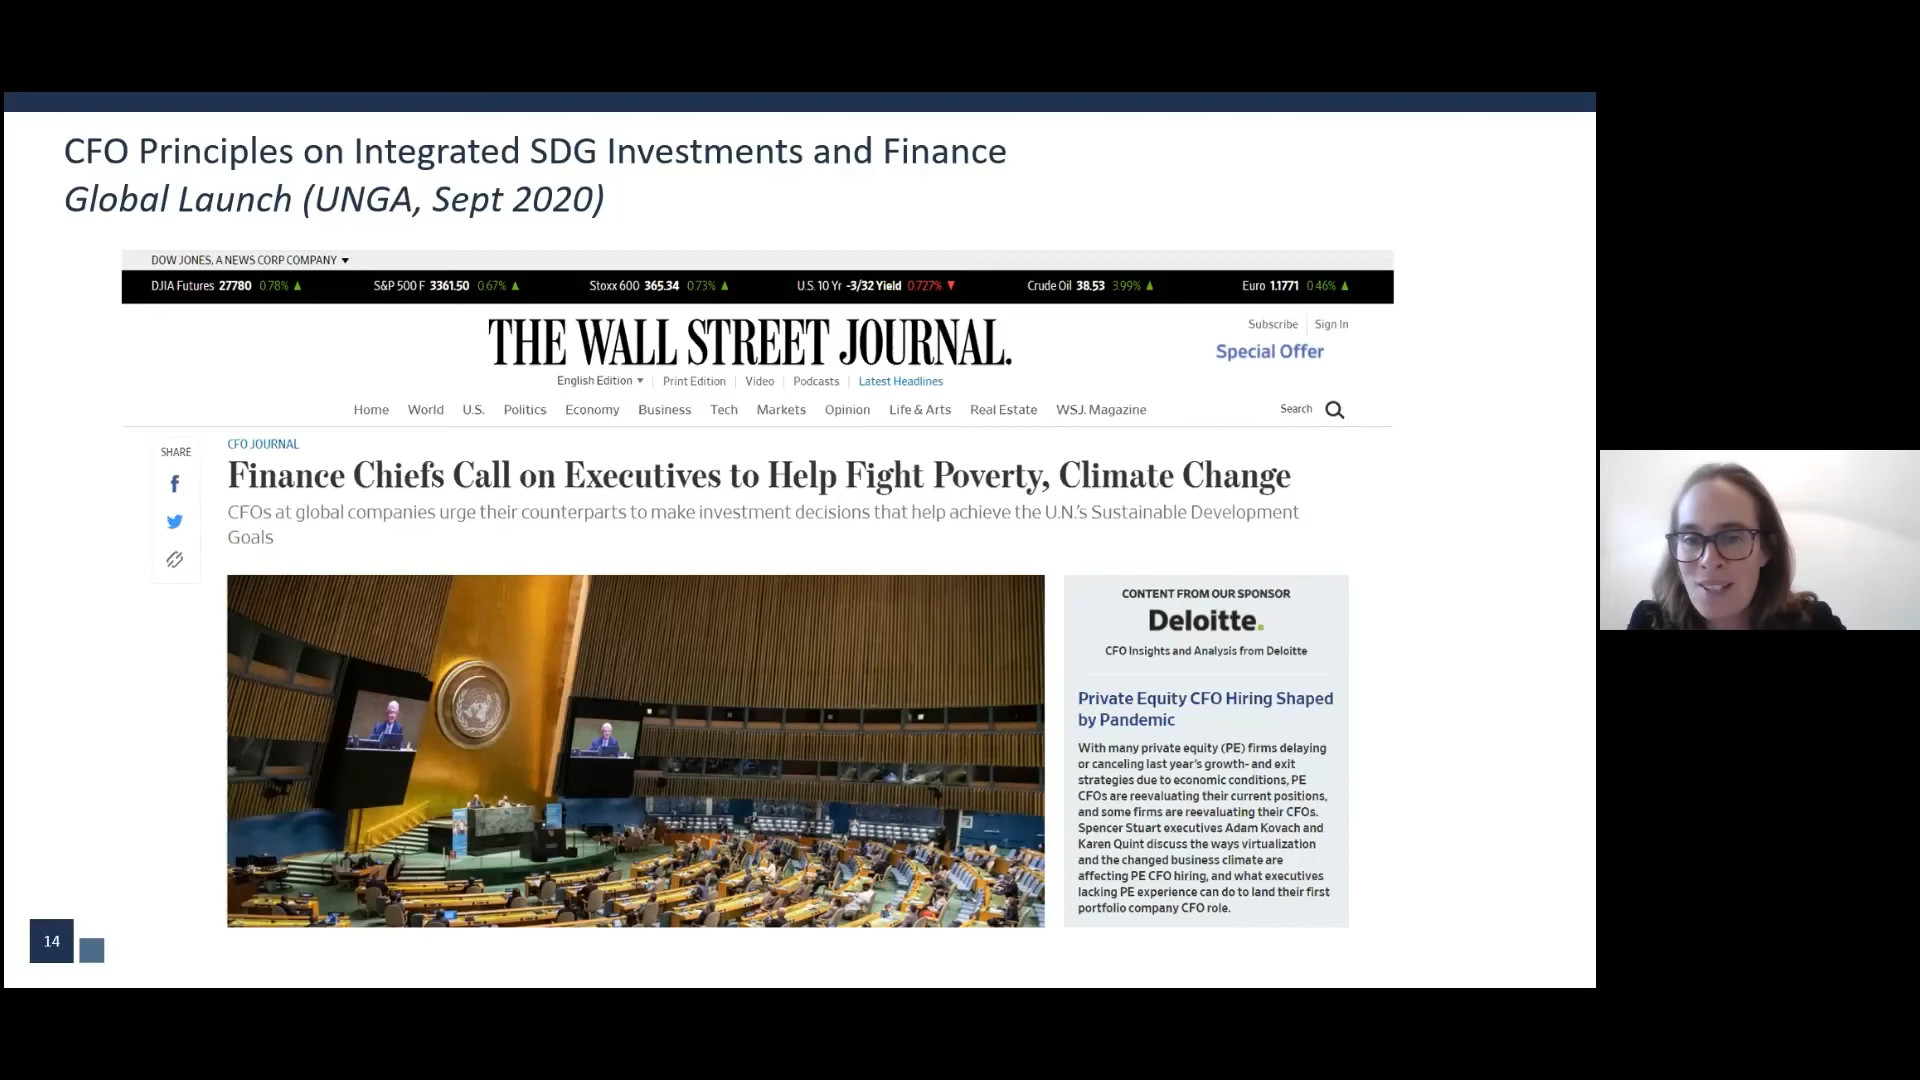 CFO Principles on Integrated SDG Investments and Finance
Global Launch (UNGA, Sept 2020)
DOW JONES, A NEWS CORP COMPANY
DJIA Futures 27780 0.78% S&P 500 F 3361.50 0.67% Stoxx 600 365.34 0.73% U.S. 10 Yr -3/32 Yield 0.727% Crude Oil 38.53 3.99% Euro 1.1771 0.46%
THE WALL STREET JOURNAL.
Subscribe Sign In
Special Offer
English Edition Print Edition Video Podcasts Latest Headlines
Home World U.S. Politics Economy Business Tech Markets Opinion Life & Arts Real Estate WSJ. Magazine Search
SHARE
CFO JOURNAL
Finance Chiefs Call on Executives to Help Fight Poverty, Climate Change
CFOs at global companies urge their counterparts to make investment decisions that help achieve the U.N.'s Sustainable Development
Goals
CONTENT FROM OUR SPONSOR
Deloitte.
CFO Insights and Analysis from Deloitte
Private Equity CFO Hiring Shaped
by Pandemic
With many private equity (PE) firms delaying
or canceling last year's growth- and exit
strategies due to economic conditions, PE
CFOs are reevaluating their current positions,
and some firms are reevaluating their CFOs.
Spencer Stuart executives Adam Kovach and
Karen Quint discuss the ways virtualization
and the changed business climate are
affecting PE CFO hiring, and what executives
lacking PE experience can do to land their first
portfolio company CFO role.
14